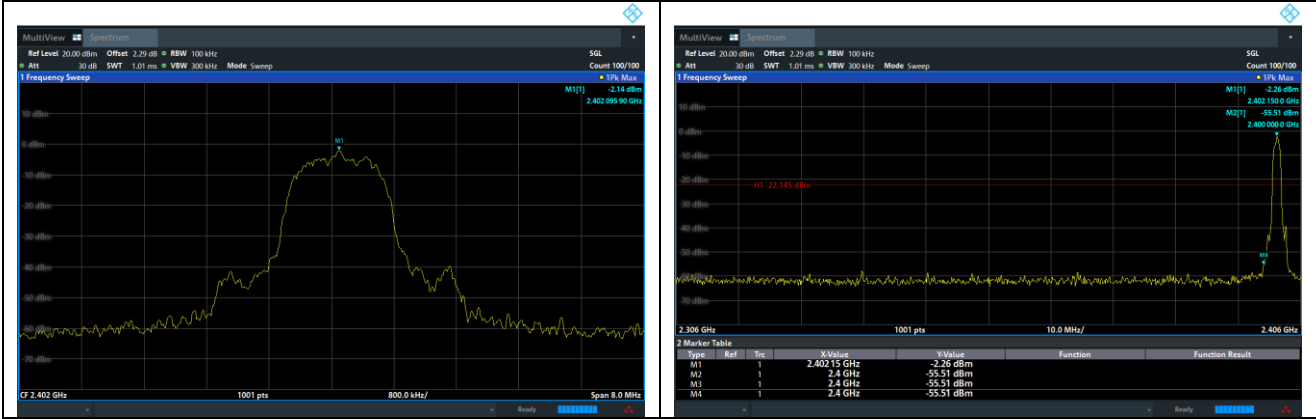 MultiView Spectrum
Ref Level 20.00 dBm Offset 2.29 dB RBW 100 kHz SGL
Att 30 dB SWT 1.01 ms VBW 300 kHz Mode Sweep Count 100/100
1 Frequency Sweep 1Pk Max
M1[1] -2.14 dBm
2.402 095 90 GHz
10 dBm
M1
0 dBm
-10 dBm
-20 dBm
-30 dBm
-40 dBm
-50 dBm
-60 dBm
-70 dBm
CF 2.402 GHz 1001 pts 800.0 kHz/ Span 8.0 MHz
Ready
MultiView Spectrum
Ref Level 20.00 dBm Offset 2.29 dB RBW 100 kHz SGL
Att 30 dB SWT 1.01 ms VBW 300 kHz Mode Sweep Count 100/100
1 Frequency Sweep 1Pk Max
M1[1] -2.26 dBm
2.402 150 0 GHz
10 dBm
M2[1] -55.51 dBm
2.400 000 0 GHz
0 dBm
-10 dBm
-20 dBm
H1 -22.145 dBm
-30 dBm
-40 dBm
-50 dBm
M4
-60 dBm
-70 dBm
2.306 GHz 1001 pts 10.0 MHz/ 2.406 GHz
2 Marker Table
Type Ref Trc X-Value Y-Value Function Function Result
M1 1 2.40215 GHz -2.26 dBm
M2 1 2.4 GHz -55.51 dBm
M3 1 2.4 GHz -55.51 dBm
M4 1 2.4 GHz -55.51 dBm
Ready